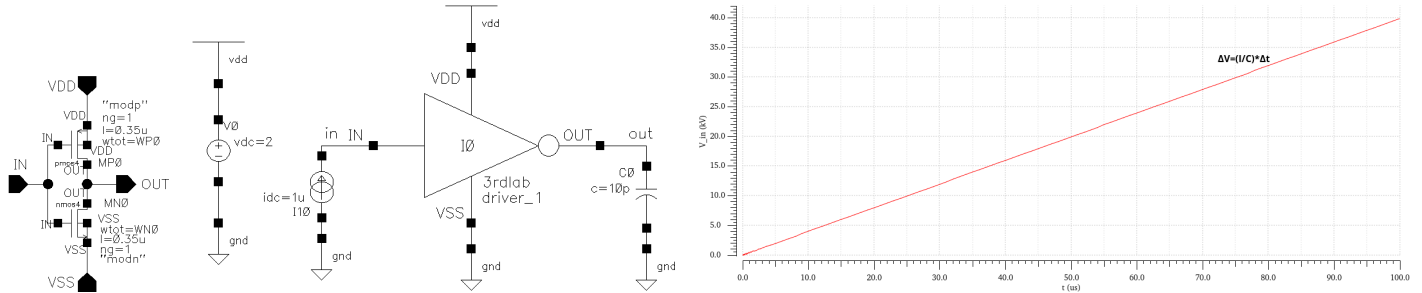 VDD
VDD
"modp"
ng=1
l=0.35u
wtot=WP0
IN
VDD
pmos4
MP0
OUT
IN
OUT
OUT
nmos4
MN0
IN
VSS
wtot=WN0
l=0.35u
VSS
ng=1
"modn"
VSS
vdd
V0
vdc=2
gnd
in
IN
idc=1u
I10
gnd
vdd
VDD
I0
OUT
out
3rdlab
driver_1
VSS
gnd
C0
c=10p
gnd
40.0
35.0
30.0
25.0
20.0
15.0
10.0
5.0
0.0
V_in (kV)
ΔV=(I/C)*Δt
0.0 10.0 20.0 30.0 40.0 50.0 60.0 70.0 80.0 90.0 100.0
t (us)